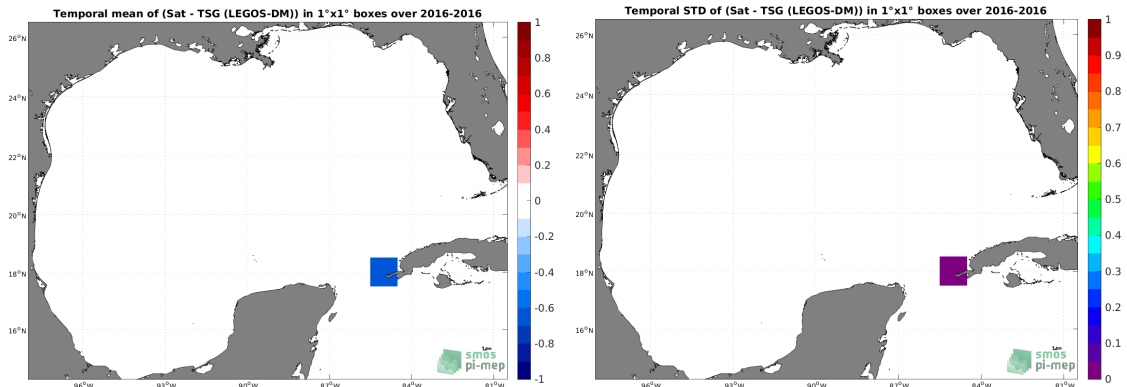 Temporal mean of (Sat - TSG (LEGOS-DM)) in 1°x1° boxes over 2016-2016
26°N
24°N
22°N
20°N
18°N
16°N
96°W
93°W
90°W
87°W
84°W
81°W
1
0.8
0.6
0.4
0.2
0
-0.2
-0.4
-0.6
-0.8
-1
smos
pi-mep
Temporal STD of (Sat - TSG (LEGOS-DM)) in 1°x1° boxes over 2016-2016
26°N
24°N
22°N
20°N
18°N
16°N
96°W
93°W
90°W
87°W
84°W
81°W
1
0.9
0.8
0.7
0.6
0.5
0.4
0.3
0.2
0.1
0
smos
pi-mep